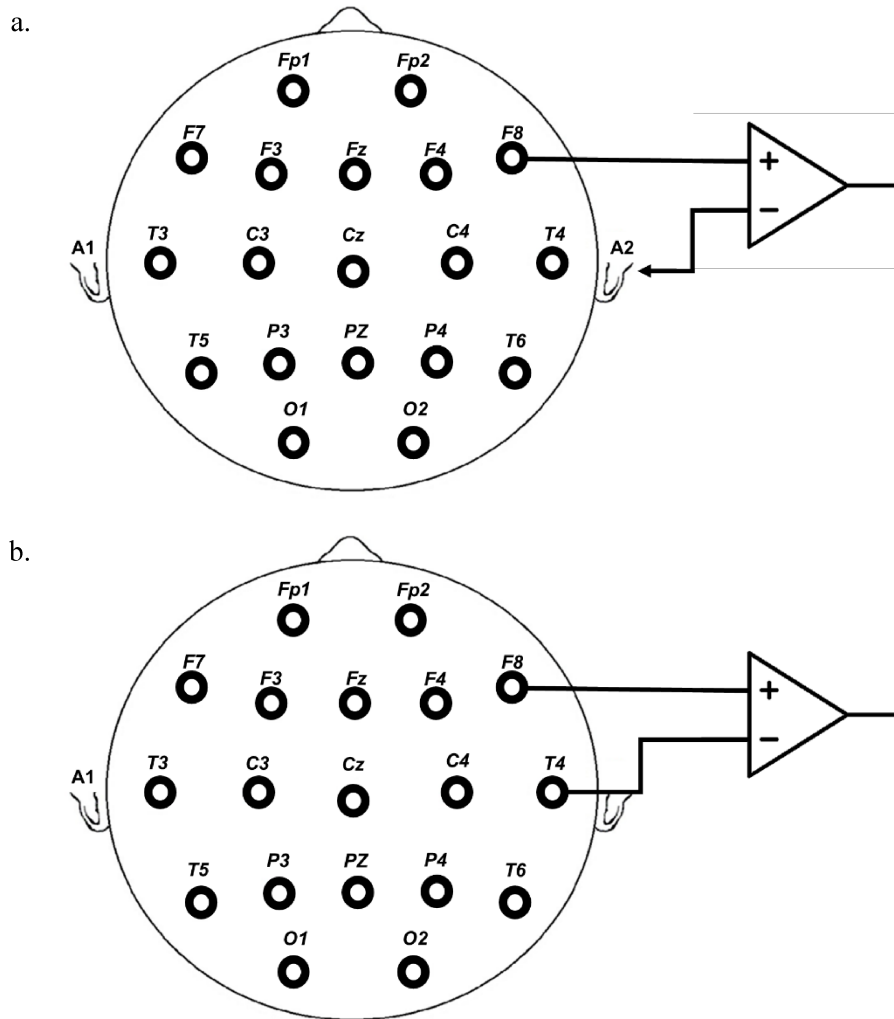 a.
Fp1 Fp2
F7 F3 Fz F4 F8
+
−
A1 T3 C3 Cz C4 T4 A2
T5 P3 PZ P4 T6
O1 O2
b.
Fp1 Fp2
F7 F3 Fz F4 F8
+
−
A1 T3 C3 Cz C4 T4
T5 P3 PZ P4 T6
O1 O2